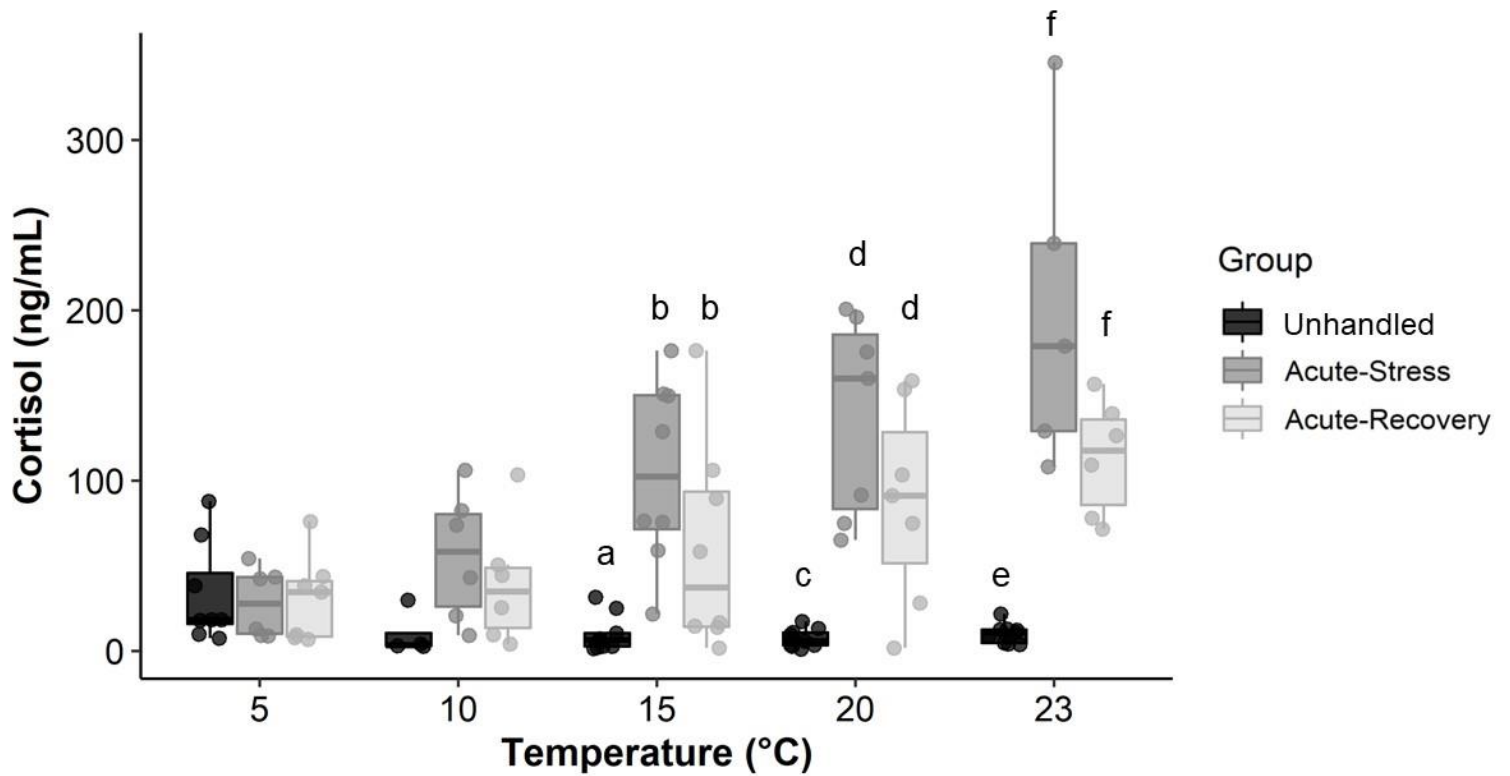 f
300
Cortisol (ng/mL)
d
Group
200
b
b
d
f
Unhandled
Acute-Stress
Acute-Recovery
100
a
c
e
0
5
10
15
20
23
Temperature (°C)